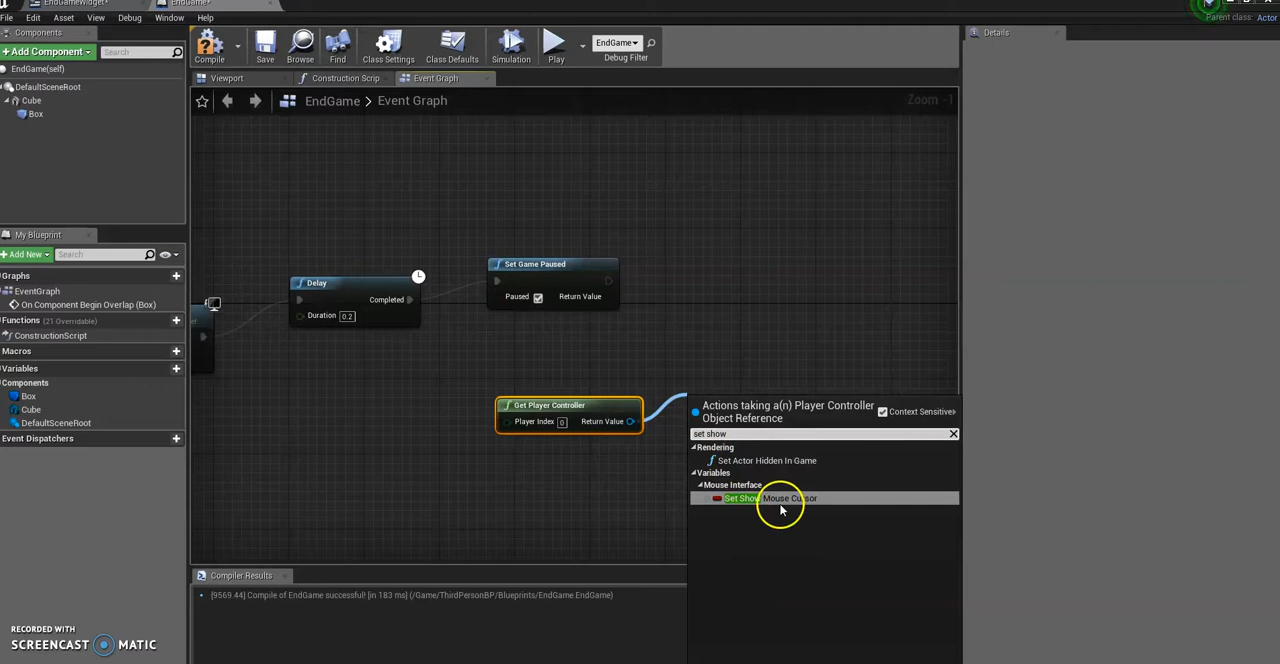 EndGameWidget*
EndGame*
File Edit Asset View Debug Window Help
Parent class: Actor
Components
+ Add Component
Search
EndGame(self)
DefaultSceneRoot
Cube
Box
Compile
Save
Browse
Find
Class Settings
Class Defaults
Simulation
Play
EndGame
Debug Filter
Details
Viewport
Construction Scrip
Event Graph
EndGame > Event Graph
Zoom -1
My Blueprint
+ Add New
Search
Graphs
EventGraph
On Component Begin Overlap (Box)
Functions (21 Overridable)
ConstructionScript
Macros
Variables
Components
Box
Cube
DefaultSceneRoot
Event Dispatchers
Delay
Completed
Duration 0.2
Set Game Paused
Paused Return Value
Get Player Controller
Player Index 0 Return Value
Actions taking a(n) Player Controller
Object Reference
Context Sensitive
set show
Rendering
Set Actor Hidden In Game
Variables
Mouse Interface
Set Show Mouse Cursor
Compiler Results
[9569.44] Compile of EndGame successful! [in 183 ms] (/Game/ThirdPersonBP/Blueprints/EndGame.EndGame)
RECORDED WITH
SCREENCAST MATIC